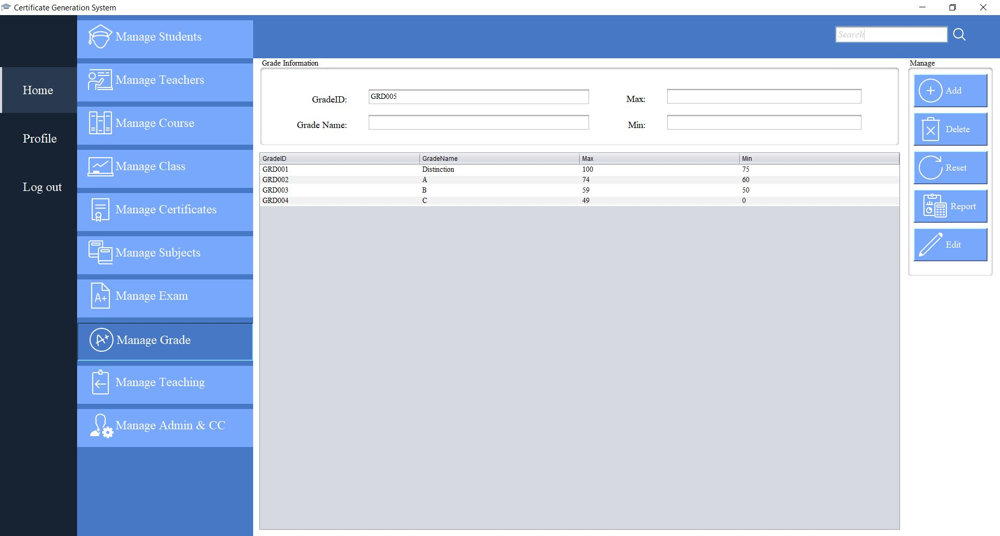 Certificate Generation System
Home
Profile
Log out
Manage Students
Manage Teachers
Manage Course
Manage Class
Manage Certificates
Manage Subjects
A+
Manage Exam
A+
Manage Grade
Manage Teaching
Manage Admin & CC
Search
Grade Information
GradeID: GRD005 Max:
Grade Name: Min:
GradeID GradeName Max Min
GRD001 Distinction 100 75
GRD002 A 74 60
GRD003 B 59 50
GRD004 C 49 0
Manage
Add
Delete
Reset
Report
Edit